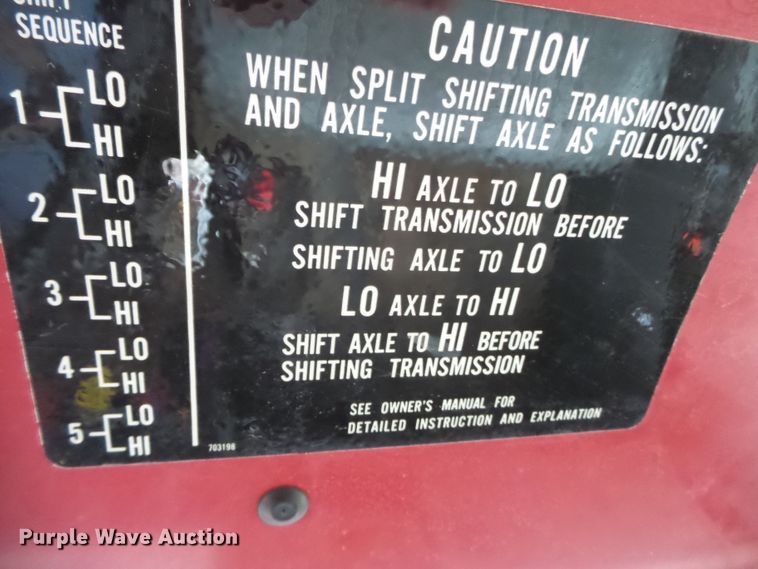 SHIFT
SEQUENCE
1 LO
HI
2 LO
HI
3 LO
HI
4 LO
HI
5 LO
HI
CAUTION
WHEN SPLIT SHIFTING TRANSMISSION
AND AXLE, SHIFT AXLE AS FOLLOWS:
HI AXLE TO LO
SHIFT TRANSMISSION BEFORE
SHIFTING AXLE TO LO
LO AXLE TO HI
SHIFT AXLE TO HI BEFORE
SHIFTING TRANSMISSION
SEE OWNER'S MANUAL FOR
DETAILED INSTRUCTION AND EXPLANATION
703198
Purple Wave Auction